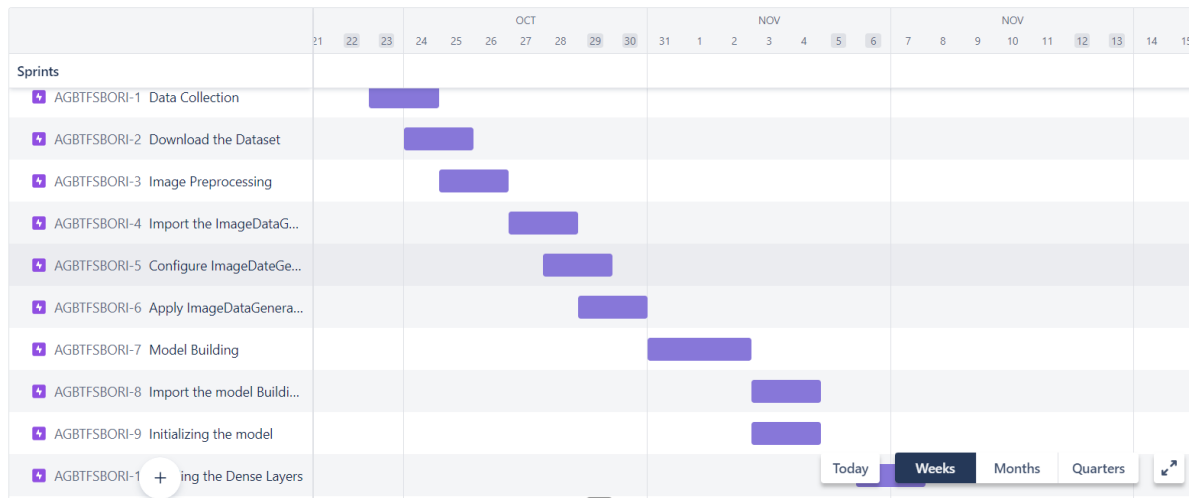 OCT NOV NOV
21 22 23 24 25 26 27 28 29 30 31 1 2 3 4 5 6 7 8 9 10 11 12 13 14 15
Sprints
AGBTFSBORI-1 Data Collection
AGBTFSBORI-2 Download the Dataset
AGBTFSBORI-3 Image Preprocessing
AGBTFSBORI-4 Import the ImageDataG...
AGBTFSBORI-5 Configure ImageDateGe...
AGBTFSBORI-6 Apply ImageDataGenera...
AGBTFSBORI-7 Model Building
AGBTFSBORI-8 Import the model Buildi...
AGBTFSBORI-9 Initializing the model
AGBTFSBORI-1 ing the Dense Layers
Today Weeks Months Quarters